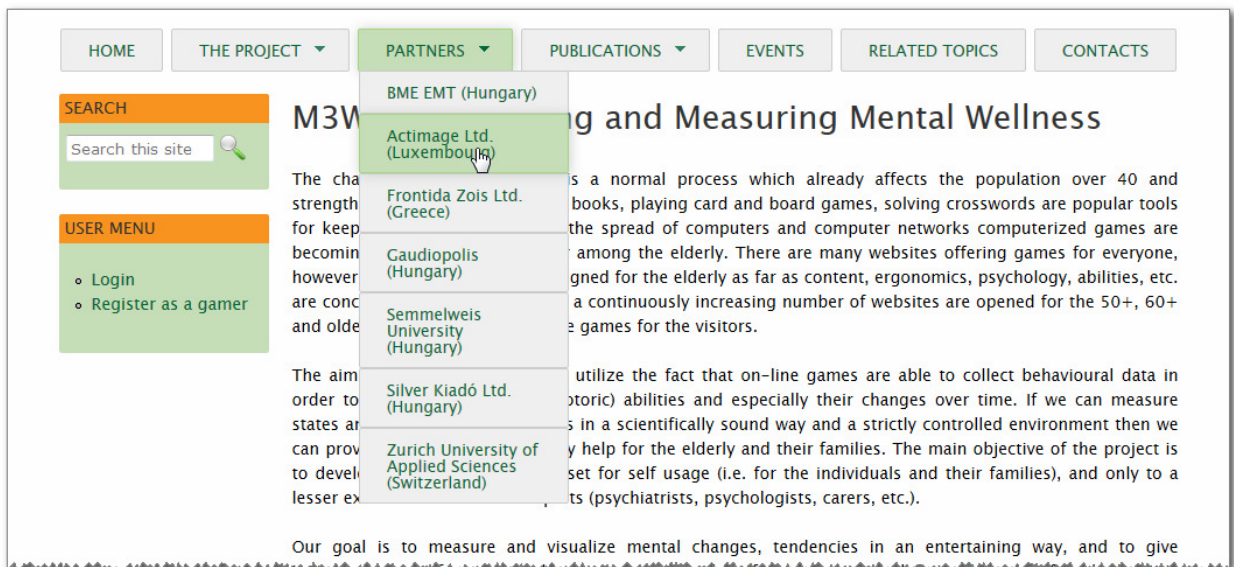 HOME THE PROJECT PARTNERS PUBLICATIONS EVENTS RELATED TOPICS CONTACTS
SEARCH
Search this site
USER MENU
Login
Register as a gamer
BME EMT (Hungary)
Actimage Ltd.
(Luxembourg)
Frontida Zois Ltd.
(Greece)
Gaudiopolis
(Hungary)
Semmelweis
University
(Hungary)
Silver Kiadó Ltd.
(Hungary)
Zurich University of
Applied Sciences
(Switzerland)
M3W ng and Measuring Mental Wellness
The cha is a normal process which already affects the population over 40 and
strength books, playing card and board games, solving crosswords are popular tools
for keep the spread of computers and computer networks computerized games are
becomin among the elderly. There are many websites offering games for everyone,
however gned for the elderly as far as content, ergonomics, psychology, abilities, etc.
are conc a continuously increasing number of websites are opened for the 50+, 60+
and olde e games for the visitors.
The aim utilize the fact that on-line games are able to collect behavioural data in
order to otoric) abilities and especially their changes over time. If we can measure
states ar s in a scientifically sound way and a strictly controlled environment then we
can prov y help for the elderly and their families. The main objective of the project is
to develo set for self usage (i.e. for the individuals and their families), and only to a
lesser ex ts (psychiatrists, psychologists, carers, etc.).
Our goal is to measure and visualize mental changes, tendencies in an entertaining way, and to give